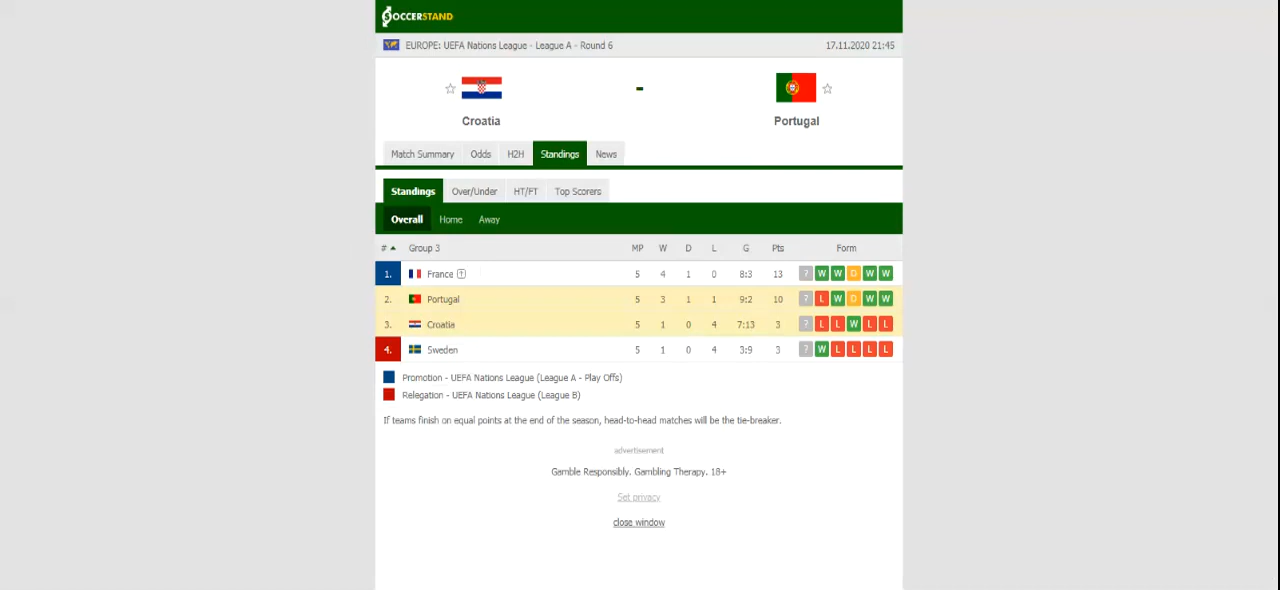 SOCCERSTAND
EUROPE: UEFA Nations League - League A - Round 6 17.11.2020 21:45
-
Croatia Portugal
Match Summary Odds H2H Standings News
Standings Over/Under HT/FT Top Scorers
Overall Home Away
# Group 3 MP W D L G Pts Form
1. France 5 4 1 0 8:3 13 ? W W D W W
2. Portugal 5 3 1 1 9:2 10 ? L W D W W
3. Croatia 5 1 0 4 7:13 3 ? L L W L L
4. Sweden 5 1 0 4 3:9 3 ? W L L L L
Promotion - UEFA Nations League (League A - Play Offs)
Relegation - UEFA Nations League (League B)
If teams finish on equal points at the end of the season, head-to-head matches will be the tie-breaker.
advertisement
Gamble Responsibly. Gambling Therapy. 18+
Set privacy
close window